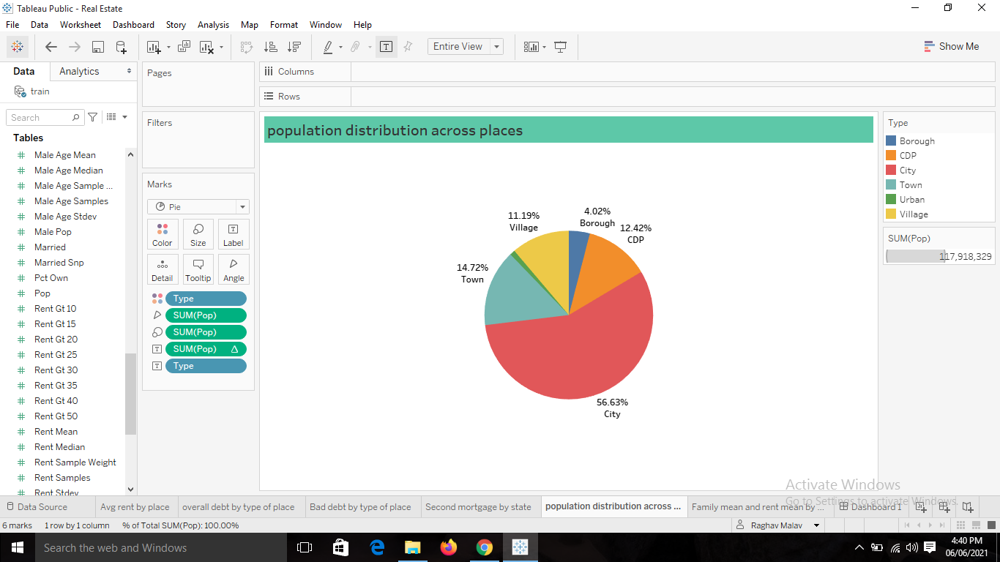 Tableau Public - Real Estate
File Data Worksheet Dashboard Story Analysis Map Format Window Help
Entire View
Show Me
Data
Analytics
train
Search
Tables
Male Age Mean
Male Age Median
Male Age Sample ...
Male Age Samples
Male Age Stdev
Male Pop
Married
Married Snp
Pct Own
Pop
Rent Gt 10
Rent Gt 15
Rent Gt 20
Rent Gt 25
Rent Gt 30
Rent Gt 35
Rent Gt 40
Rent Gt 50
Rent Mean
Rent Median
Rent Sample Weight
Rent Samples
Rent Stdev
Pages
Filters
Marks
Pie
Color Size Label
Detail Tooltip Angle
Type
SUM(Pop)
SUM(Pop)
SUM(Pop) Δ
Type
Columns
Rows
population distribution across places
4.02%
Borough
12.42%
CDP
11.19%
Village
14.72%
Town
56.63%
City
Type
Borough
CDP
City
Town
Urban
Village
SUM(Pop)
117,918,329
Activate Windows
Go to Settings to activate Windows.
Data Source Avg rent by place overall debt by type of place Bad debt by type of place Second mortgage by state population distribution across ... Family mean and rent mean by ... Dashboard 1
6 marks 1 row by 1 column % of Total SUM(Pop): 100.00%
Raghav Malav
Search the web and Windows
4:40 PM
06/06/2021